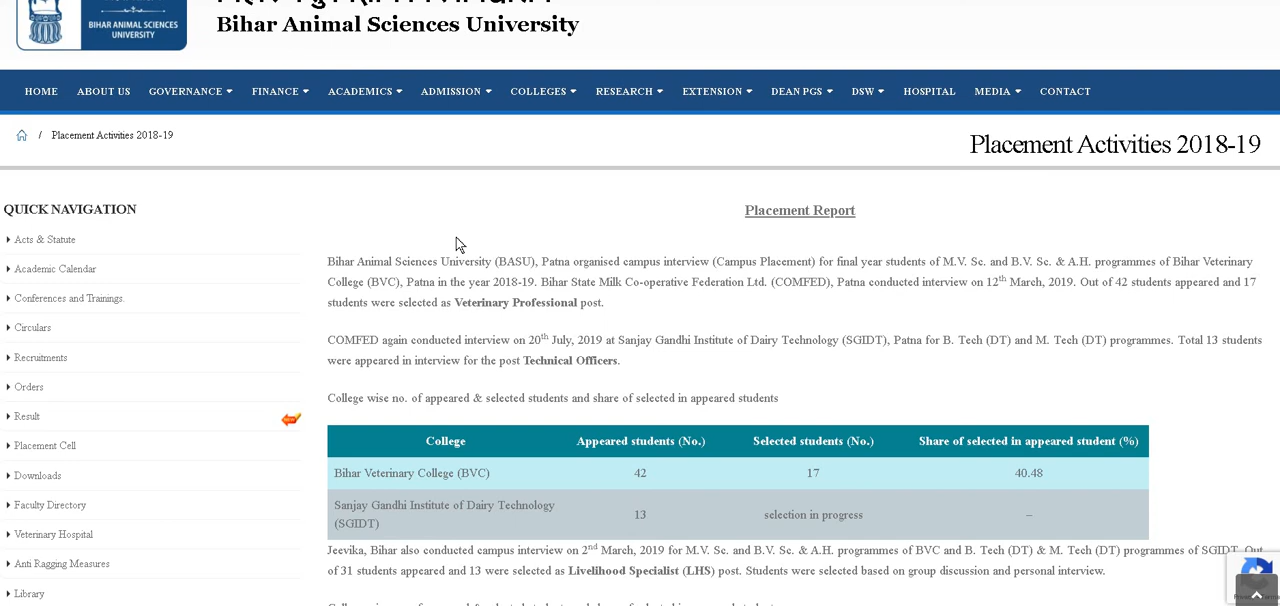 BIHAR ANIMAL SCIENCES
UNIVERSITY
Bihar Animal Sciences University
HOME ABOUT US GOVERNANCE FINANCE ACADEMICS ADMISSION COLLEGES RESEARCH EXTENSION DEAN PGS DSW HOSPITAL MEDIA CONTACT
/ Placement Activities 2018-19
Placement Activities 2018-19
QUICK NAVIGATION
Acts & Statute
Academic Calendar
Conferences and Trainings.
Circulars
Recruitments
Orders
Result
Placement Cell
Downloads
Faculty Directory
Veterinary Hospital
Anti Ragging Measures
Library
Placement Report
Bihar Animal Sciences University (BASU), Patna organised campus interview (Campus Placement) for final year students of M.V. Sc. and B.V. Sc. & A.H. programmes of Bihar Veterinary
College (BVC), Patna in the year 2018-19. Bihar State Milk Co-operative Federation Ltd. (COMFED), Patna conducted interview on 12th March, 2019. Out of 42 students appeared and 17
students were selected as Veterinary Professional post.
COMFED again conducted interview on 20th July, 2019 at Sanjay Gandhi Institute of Dairy Technology (SGIDT), Patna for B. Tech (DT) and M. Tech (DT) programmes. Total 13 students
were appeared in interview for the post Technical Officers.
College wise no. of appeared & selected students and share of selected in appeared students
College Appeared students (No.) Selected students (No.) Share of selected in appeared student (%)
Bihar Veterinary College (BVC) 42 17 40.48
Sanjay Gandhi Institute of Dairy Technology
(SGIDT) 13 selection in progress –
Jeevika, Bihar also conducted campus interview on 2nd March, 2019 for M.V. Sc. and B.V. Sc. & A.H. programmes of BVC and B. Tech (DT) & M. Tech (DT) programmes of SGIDT. Out
of 31 students appeared and 13 were selected as Livelihood Specialist (LHS) post. Students were selected based on group discussion and personal interview.